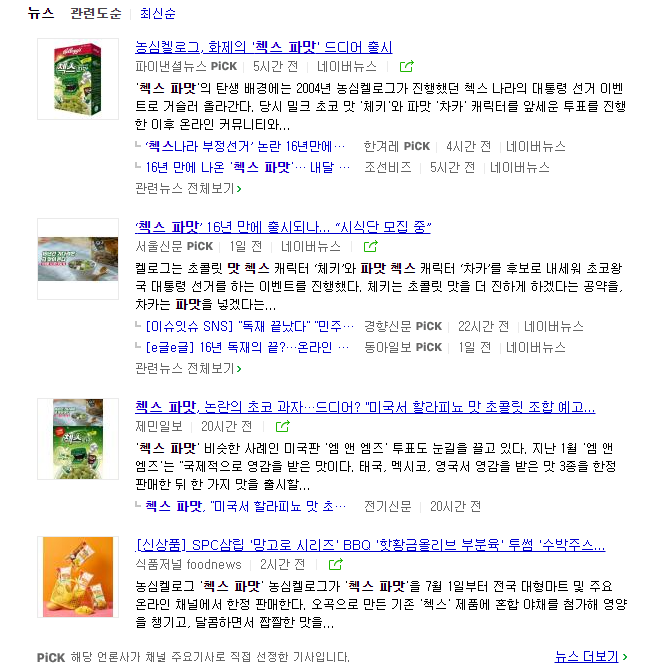 뉴스 관련도순 최신순
농심켈로그, 화제의 '첵스 파맛' 드디어 출시
파이낸셜뉴스 PiCK 5시간 전 네이버뉴스
'첵스 파맛'의 탄생 배경에는 2004년 농심켈로그가 진행했던 첵스 나라의 대통령 선거 이벤
트로 거슬러 올라간다. 당시 밀크 초코 맛 '체키'와 파맛 '차카' 캐릭터를 앞세운 투표를 진행
한 이후 온라인 커뮤니티와...
'첵스나라 부정선거' 논란 16년만에… 한겨레 PiCK 4시간 전 네이버뉴스
16년 만에 나온 '첵스 파맛'… 내달 … 조선비즈 5시간 전 네이버뉴스
관련뉴스 전체보기
'첵스 파맛' 16년 만에 출시되나… "시식단 모집 중"
서울신문 PiCK 1일 전 네이버뉴스
켈로그는 초콜릿 맛 첵스 캐릭터 '체키'와 파맛 첵스 캐릭터 '차카'를 후보로 내세워 초코왕
국 대통령 선거를 하는 이벤트를 진행했다. 체키는 초콜릿 맛을 더 진하게 하겠다는 공약을,
차카는 파맛을 넣겠다는...
[이슈잇슈 SNS] "독재 끝났다" "민주… 경향신문 PiCK 22시간 전 네이버뉴스
[e글e글] 16년 독재의 끝?…온라인 … 동아일보 PiCK 1일 전 네이버뉴스
관련뉴스 전체보기
첵스 파맛, 논란의 초코 과자…드디어? "미국서 할라피뇨 맛 초콜릿 조합 예고...
제민일보 20시간 전
'첵스 파맛' 비슷한 사례인 미국판 '엠 앤 엠즈' 투표도 눈길을 끌고 있다. 지난 1월 '엠 앤
엠즈'는 "국제적으로 영감을 받은 맛이다. 태국, 멕시코, 영국서 영감을 받은 맛 3종을 한정
판매한 뒤 한 가지 맛을 출시할...
첵스 파맛, "미국서 할라피뇨 맛 초… 전기신문 20시간 전
[신상품] SPC삼립 '망고로 시리즈' BBQ '핫황금올리브 부분육' 투썸 '수박주스...
식품저널 foodnews 2시간 전
농심켈로그 '첵스 파맛' 농심켈로그가 '첵스 파맛'을 7월 1일부터 전국 대형마트 및 주요
온라인 채널에서 한정 판매한다. 오곡으로 만든 기존 '첵스' 제품에 혼합 야채를 첨가해 영양
을 챙기고, 달콤하면서 짭짤한 맛을...
PiCK 해당 언론사가 채널 주요기사로 직접 선정한 기사입니다. 뉴스 더보기